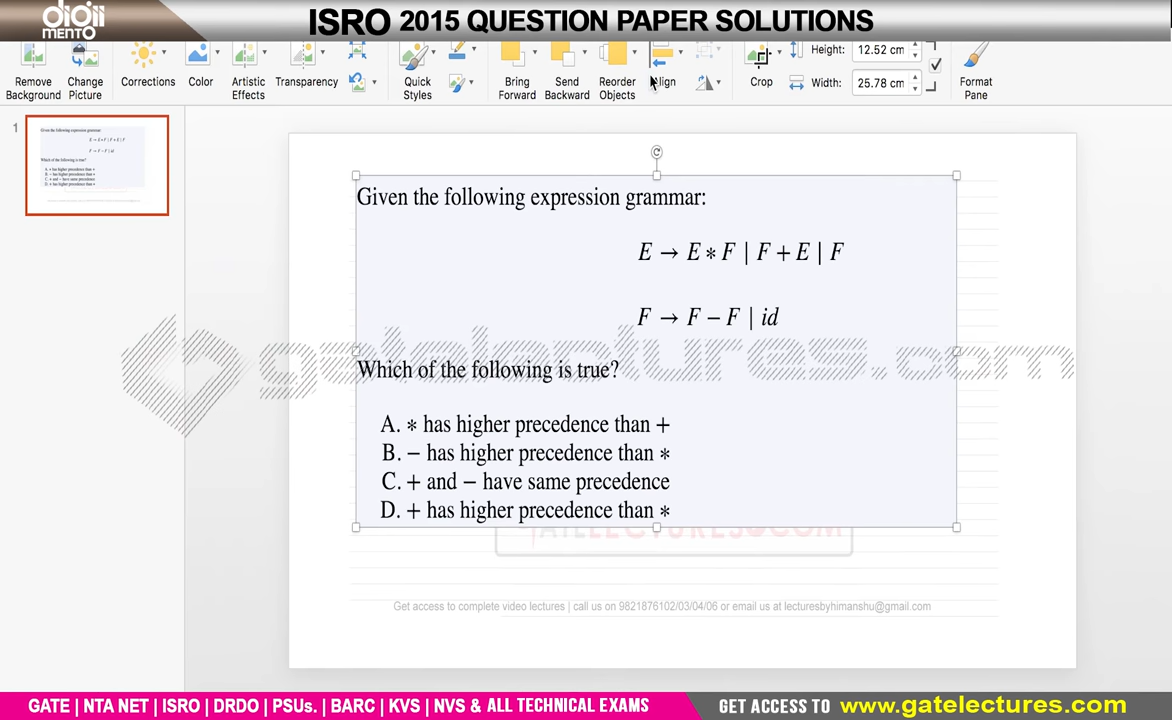 digii
MENTO
ISRO 2015 QUESTION PAPER SOLUTIONS
Remove Background
Change Picture
Corrections
Color
Artistic Effects
Transparency
Quick Styles
Bring Forward
Send Backward
Reorder Objects
Align
Crop
Height: 12.52 cm
Width: 25.78 cm
Format Pane
1
Given the following expression grammar:
E → E * F | F + E | F
F → F − F | id
gatelectures.com
Which of the following is true?
A. * has higher precedence than +
B. − has higher precedence than *
C. + and − have same precedence
D. + has higher precedence than *
Get access to complete video lectures | call us on 9821876102/03/04/06 or email us at lecturesbyhimanshu@gmail.com
GATE | NTA NET | ISRO | DRDO | PSUs. | BARC | KVS | NVS & ALL TECHNICAL EXAMS
GET ACCESS TO www.gatelectures.com